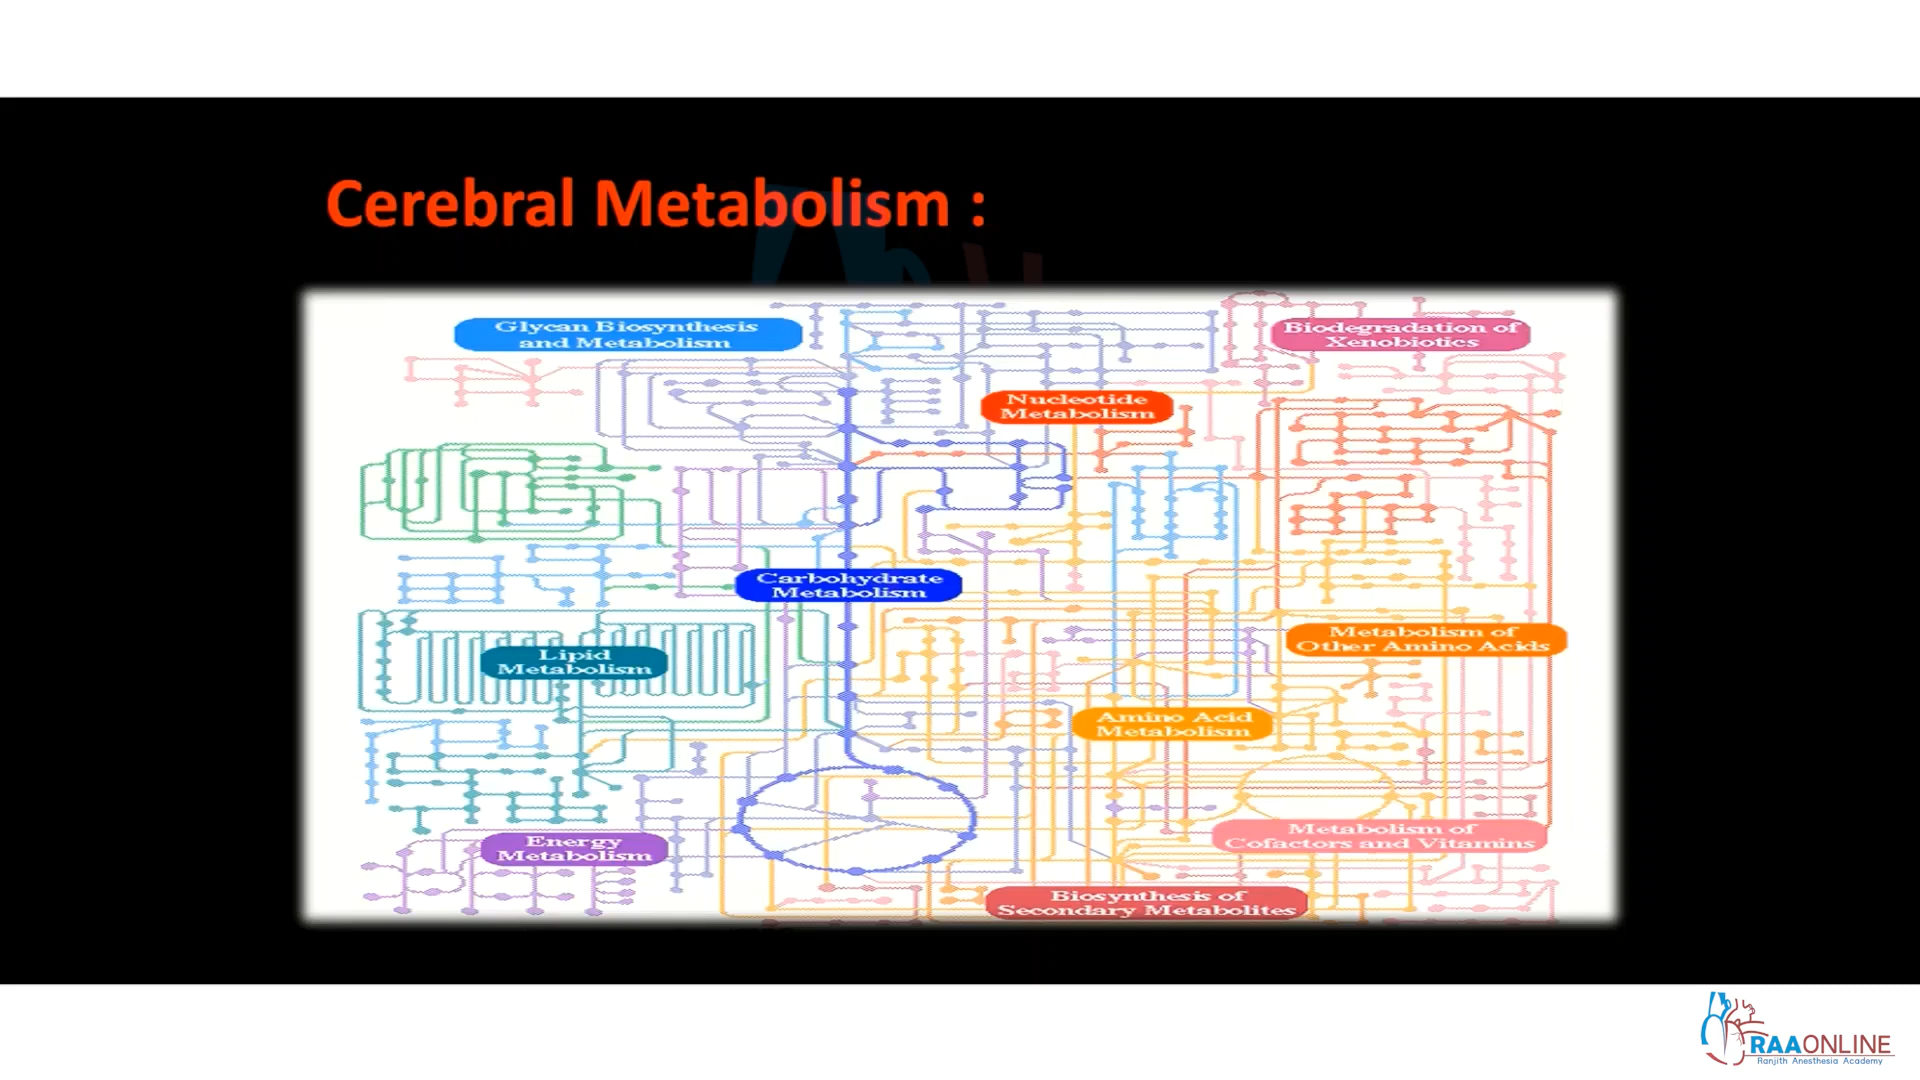 Cerebral Metabolism :
Glycan Biosynthesis
and Metabolism
Biodegradation of
Xenobiotics
Nucleotide
Metabolism
Carbohydrate
Metabolism
Lipid
Metabolism
Metabolism of
Other Amino Acids
Amino Acid
Metabolism
Energy
Metabolism
Metabolism of
Cofactors and Vitamins
Biosynthesis of
Secondary Metabolites
RAAONLINE
Ranjith Anesthesia Academy